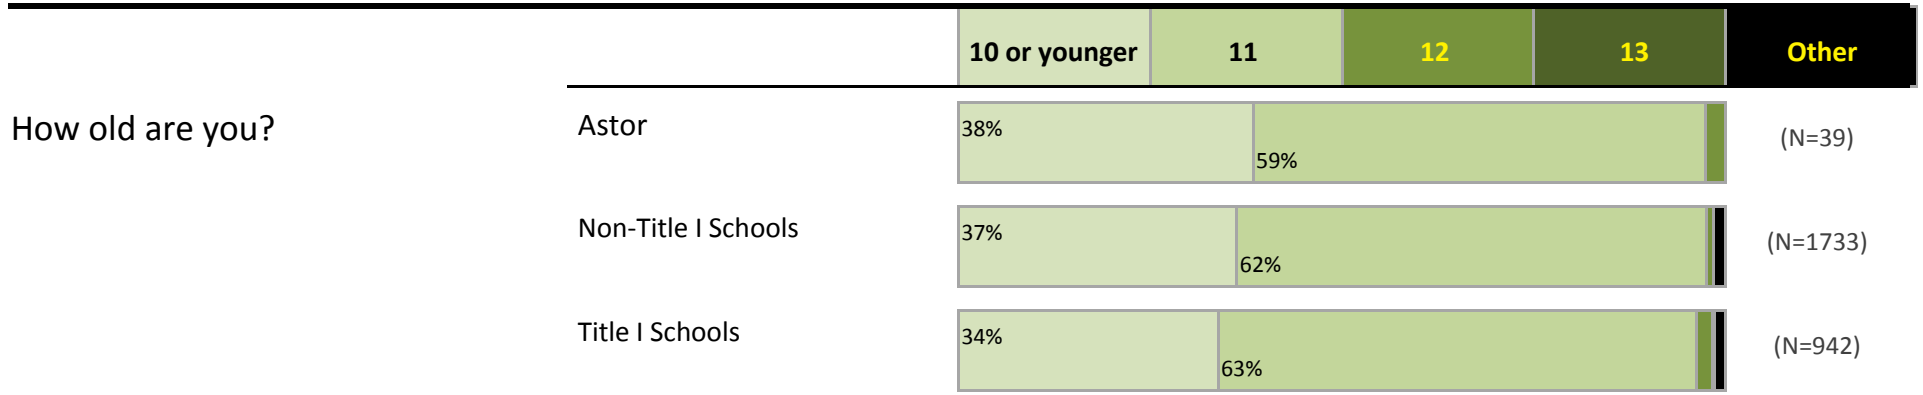 10 or younger 11 12 13 Other
How old are you? Astor 38% 59% (N=39)
Non-Title I Schools 37% 62% (N=1733)
Title I Schools 34% 63% (N=942)